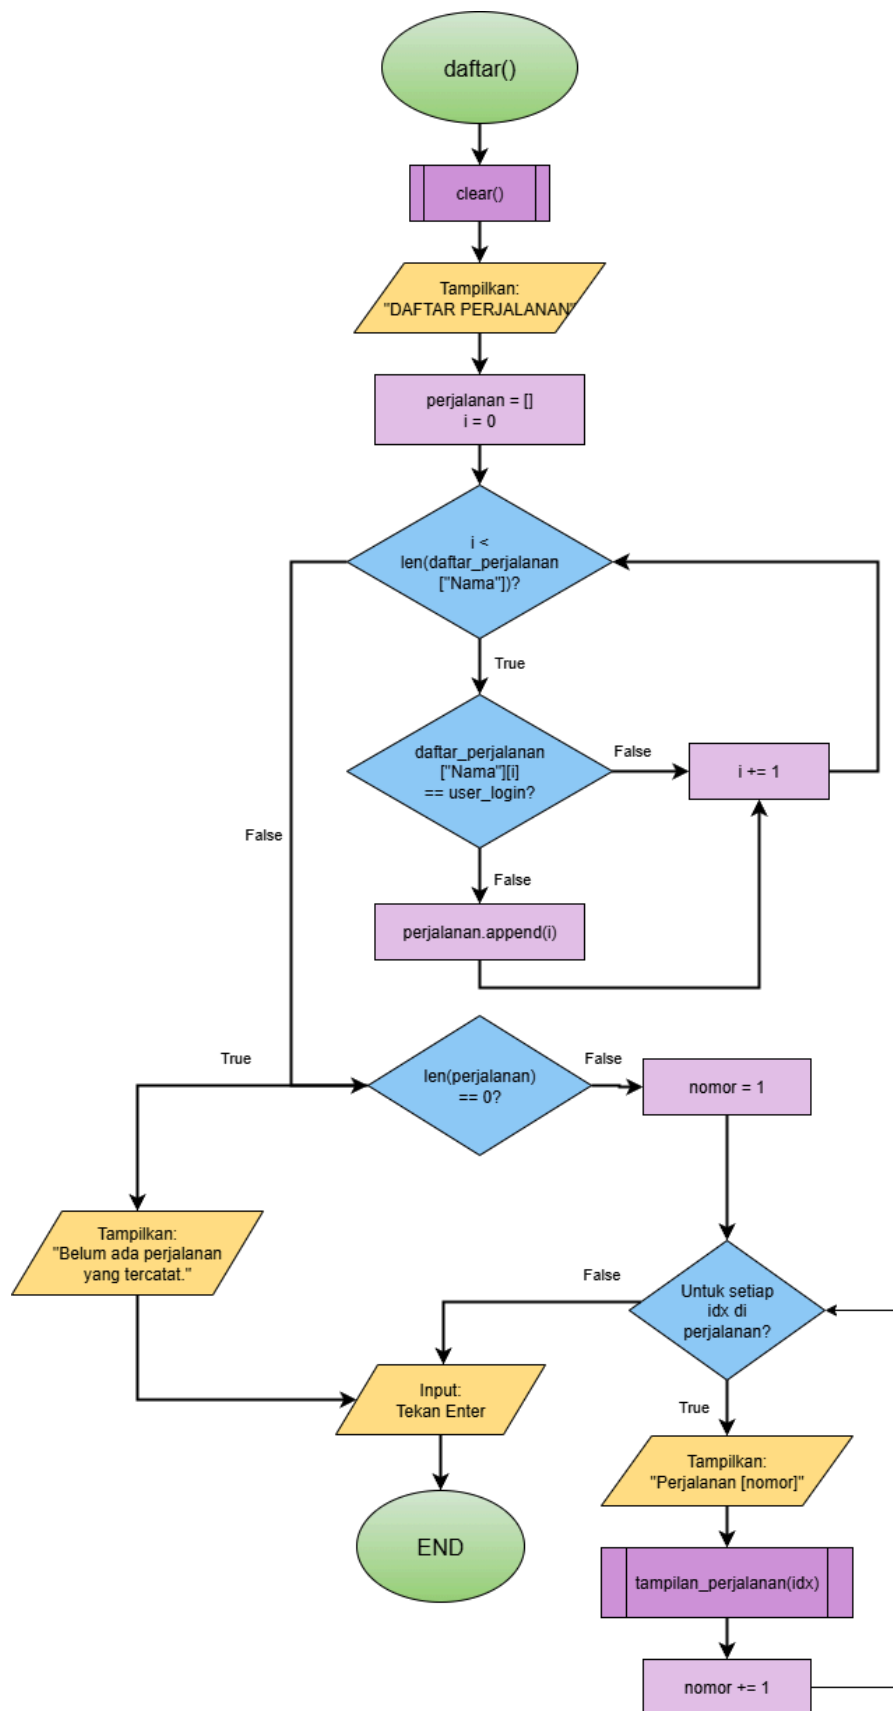 daftar()
clear()
Tampilkan:
"DAFTAR PERJALANAN"
perjalanan = []
i = 0
i <
len(daftar_perjalanan
["Nama"])?
True
daftar_perjalanan
["Nama"][i]
== user_login?
False
i += 1
False
False
perjalanan.append(i)
True
len(perjalanan)
== 0?
False
nomor = 1
Tampilkan:
"Belum ada perjalanan
yang tercatat."
False
Untuk setiap
idx di
perjalanan?
Input:
Tekan Enter
True
Tampilkan:
"Perjalanan [nomor]"
END
tampilan_perjalanan(idx)
nomor += 1